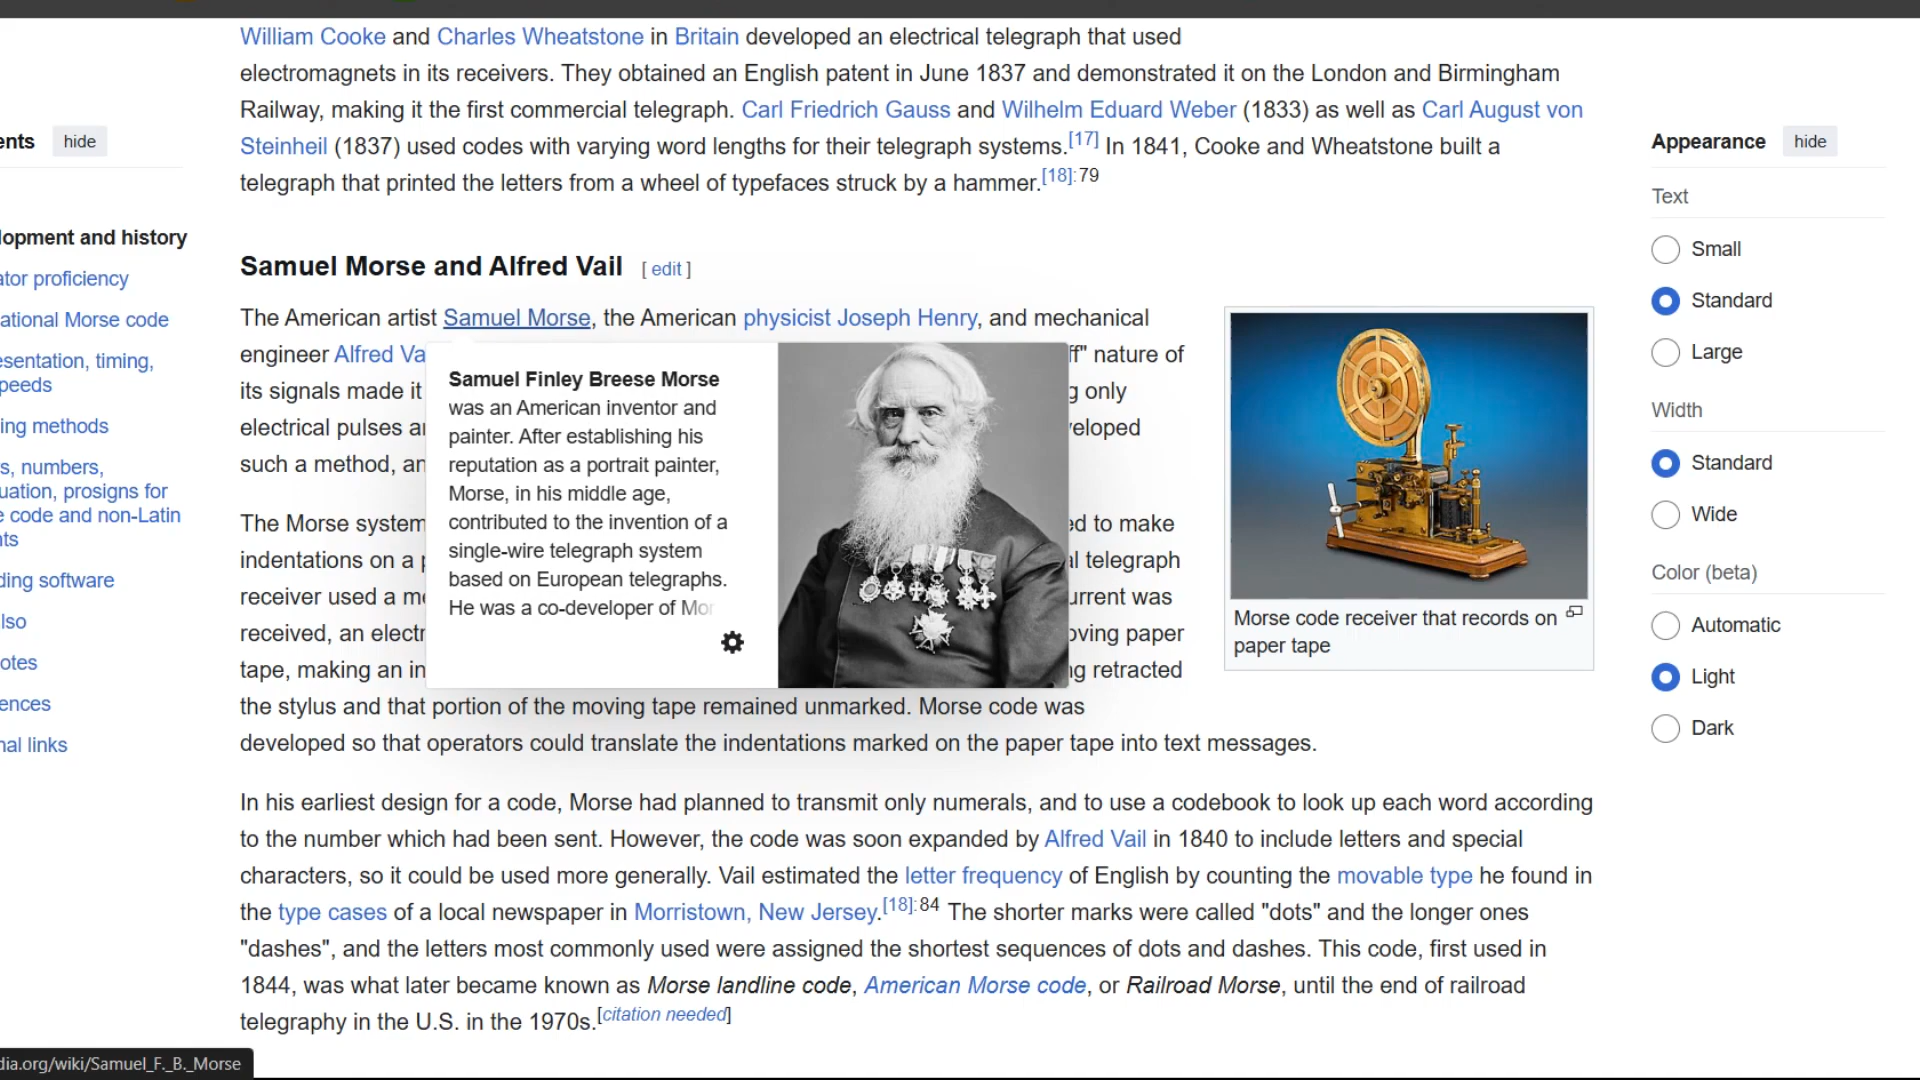 William Cooke and Charles Wheatstone in Britain developed an electrical telegraph that used
electromagnets in its receivers. They obtained an English patent in June 1837 and demonstrated it on the London and Birmingham
Railway, making it the first commercial telegraph. Carl Friedrich Gauss and Wilhelm Eduard Weber (1833) as well as Carl August von
Steinheil (1837) used codes with varying word lengths for their telegraph systems.[17] In 1841, Cooke and Wheatstone built a
telegraph that printed the letters from a wheel of typefaces struck by a hammer.[18]:79
Samuel Morse and Alfred Vail [ edit ]
The American artist Samuel Morse, the American physicist Joseph Henry, and mechanical
engineer Alfred Va
ff" nature of
its signals made it
g only
electrical pulses a
veloped
such a method, an
The Morse system
ed to make
indentations on a p
al telegraph
receiver used a me
urrent was
received, an electr
oving paper
tape, making an in
ng retracted
the stylus and that portion of the moving tape remained unmarked. Morse code was
developed so that operators could translate the indentations marked on the paper tape into text messages.
Samuel Finley Breese Morse
was an American inventor and
painter. After establishing his
reputation as a portrait painter,
Morse, in his middle age,
contributed to the invention of a
single-wire telegraph system
based on European telegraphs.
He was a co-developer of Mor
Morse code receiver that records on
paper tape
In his earliest design for a code, Morse had planned to transmit only numerals, and to use a codebook to look up each word according
to the number which had been sent. However, the code was soon expanded by Alfred Vail in 1840 to include letters and special
characters, so it could be used more generally. Vail estimated the letter frequency of English by counting the movable type he found in
the type cases of a local newspaper in Morristown, New Jersey.[18]:84 The shorter marks were called "dots" and the longer ones
"dashes", and the letters most commonly used were assigned the shortest sequences of dots and dashes. This code, first used in
1844, was what later became known as Morse landline code, American Morse code, or Railroad Morse, until the end of railroad
telegraphy in the U.S. in the 1970s.[citation needed]
ents hide
lopment and history
ator proficiency
ational Morse code
esentation, timing,
peeds
ing methods
s, numbers,
uation, prosigns for
e code and non-Latin
nts
ding software
lso
otes
ences
nal links
Appearance hide
Text
Small
Standard
Large
Width
Standard
Wide
Color (beta)
Automatic
Light
Dark
dia.org/wiki/Samuel_F._B._Morse